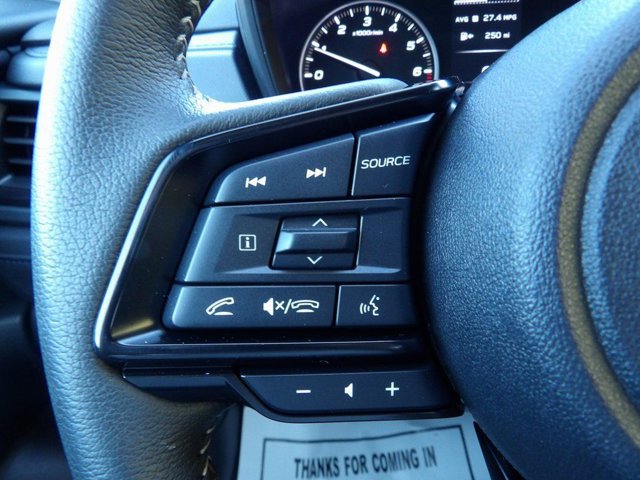 0 1 2 3 4 5 6
x1000r/min
AVG 27.4 MPG
250 mi
SOURCE
i
THANKS FOR COMING IN